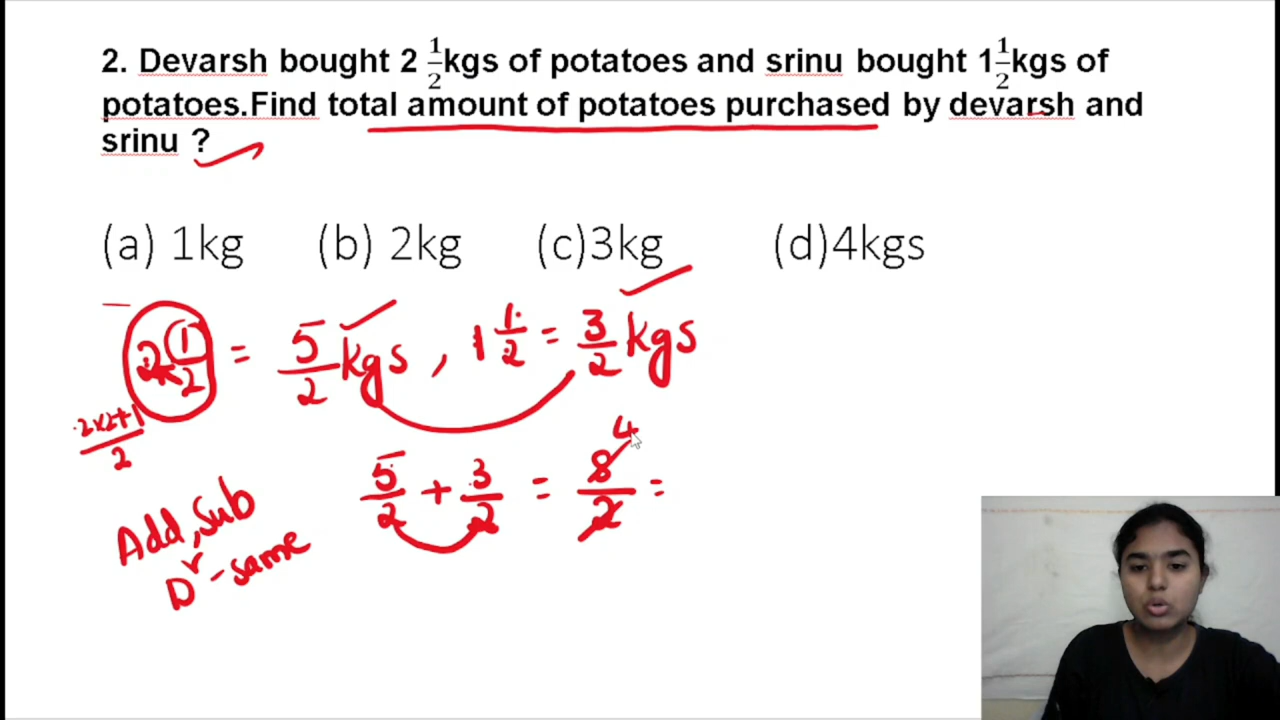 2. Devarsh bought 2 1/2 kgs of potatoes and srinu bought 1 1/2 kgs of
potatoes.Find total amount of potatoes purchased by devarsh and
srinu ?
(a) 1kg (b) 2kg (c)3kg (d)4kgs
2 1/2 = 5/2 kgs, 1 1/2 = 3/2 kgs
2x2+1/2
5/2 + 3/2 = 8/2 = 4
Add, Sub
Dr - same